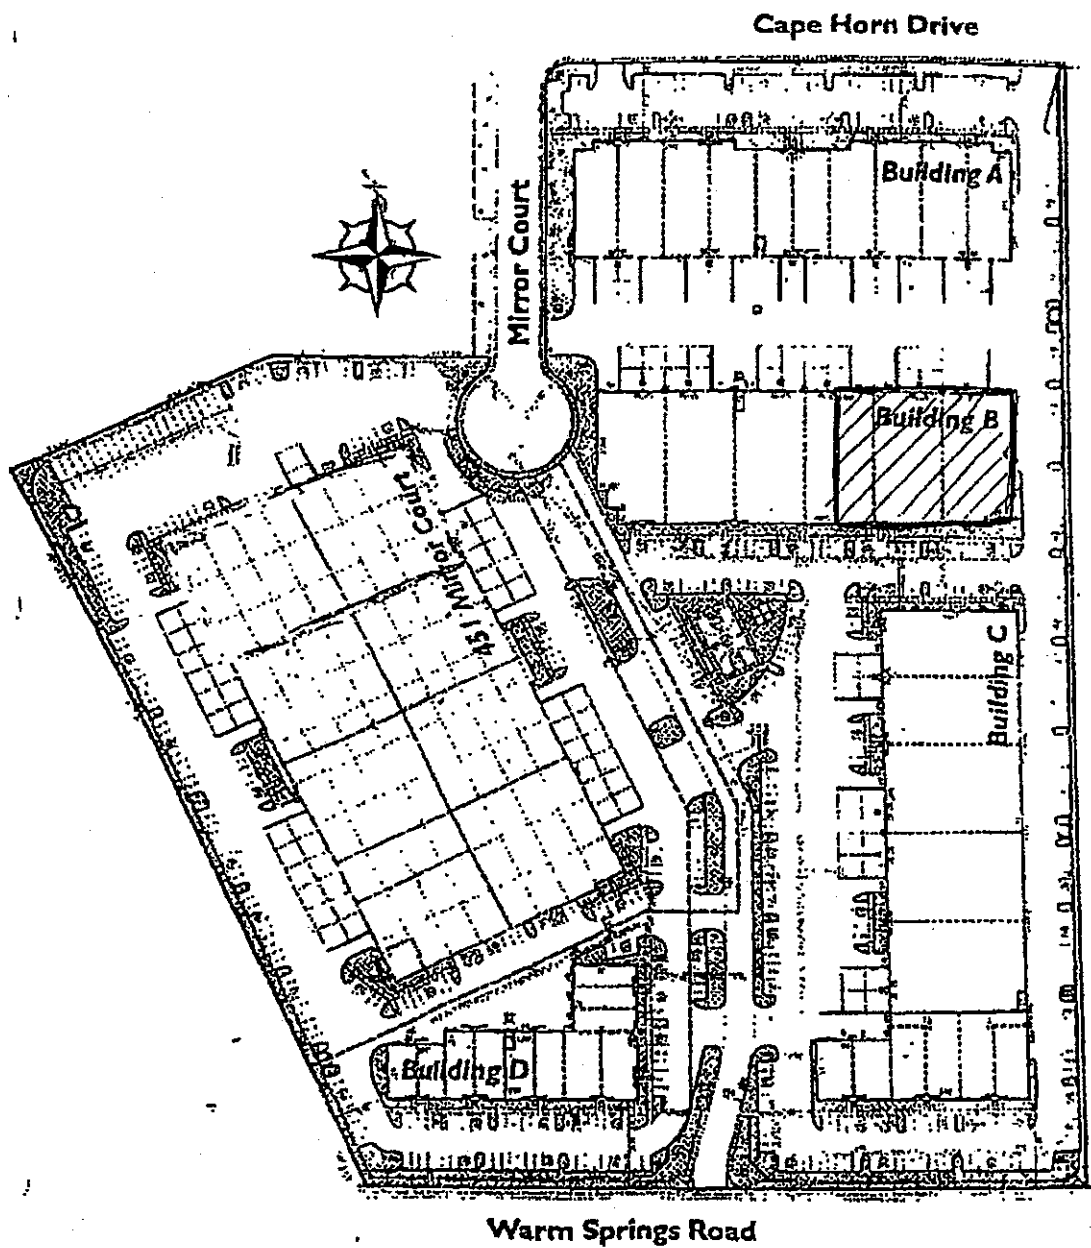 Cape Horn Drive
Building A
Mirror Court
Building B
451 Mirror Court
Building C
Building D
Warm Springs Road